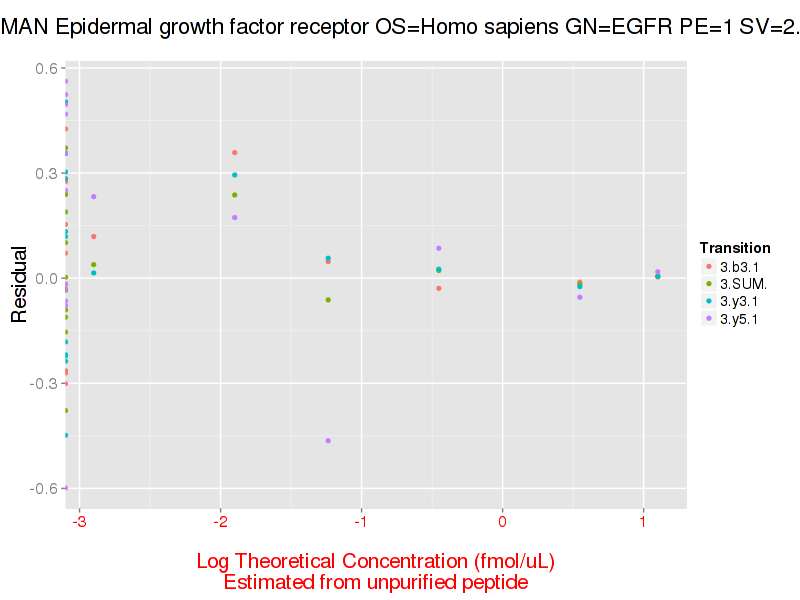 MAN Epidermal growth factor receptor OS=Homo sapiens GN=EGFR PE=1 SV=2.
0.6
0.3
0.0
-0.3
-0.6
Residual
-3 -2 -1 0 1
Log Theoretical Concentration (fmol/uL)
Estimated from unpurified peptide
Transition
3.b3.1
3.SUM.
3.y3.1
3.y5.1